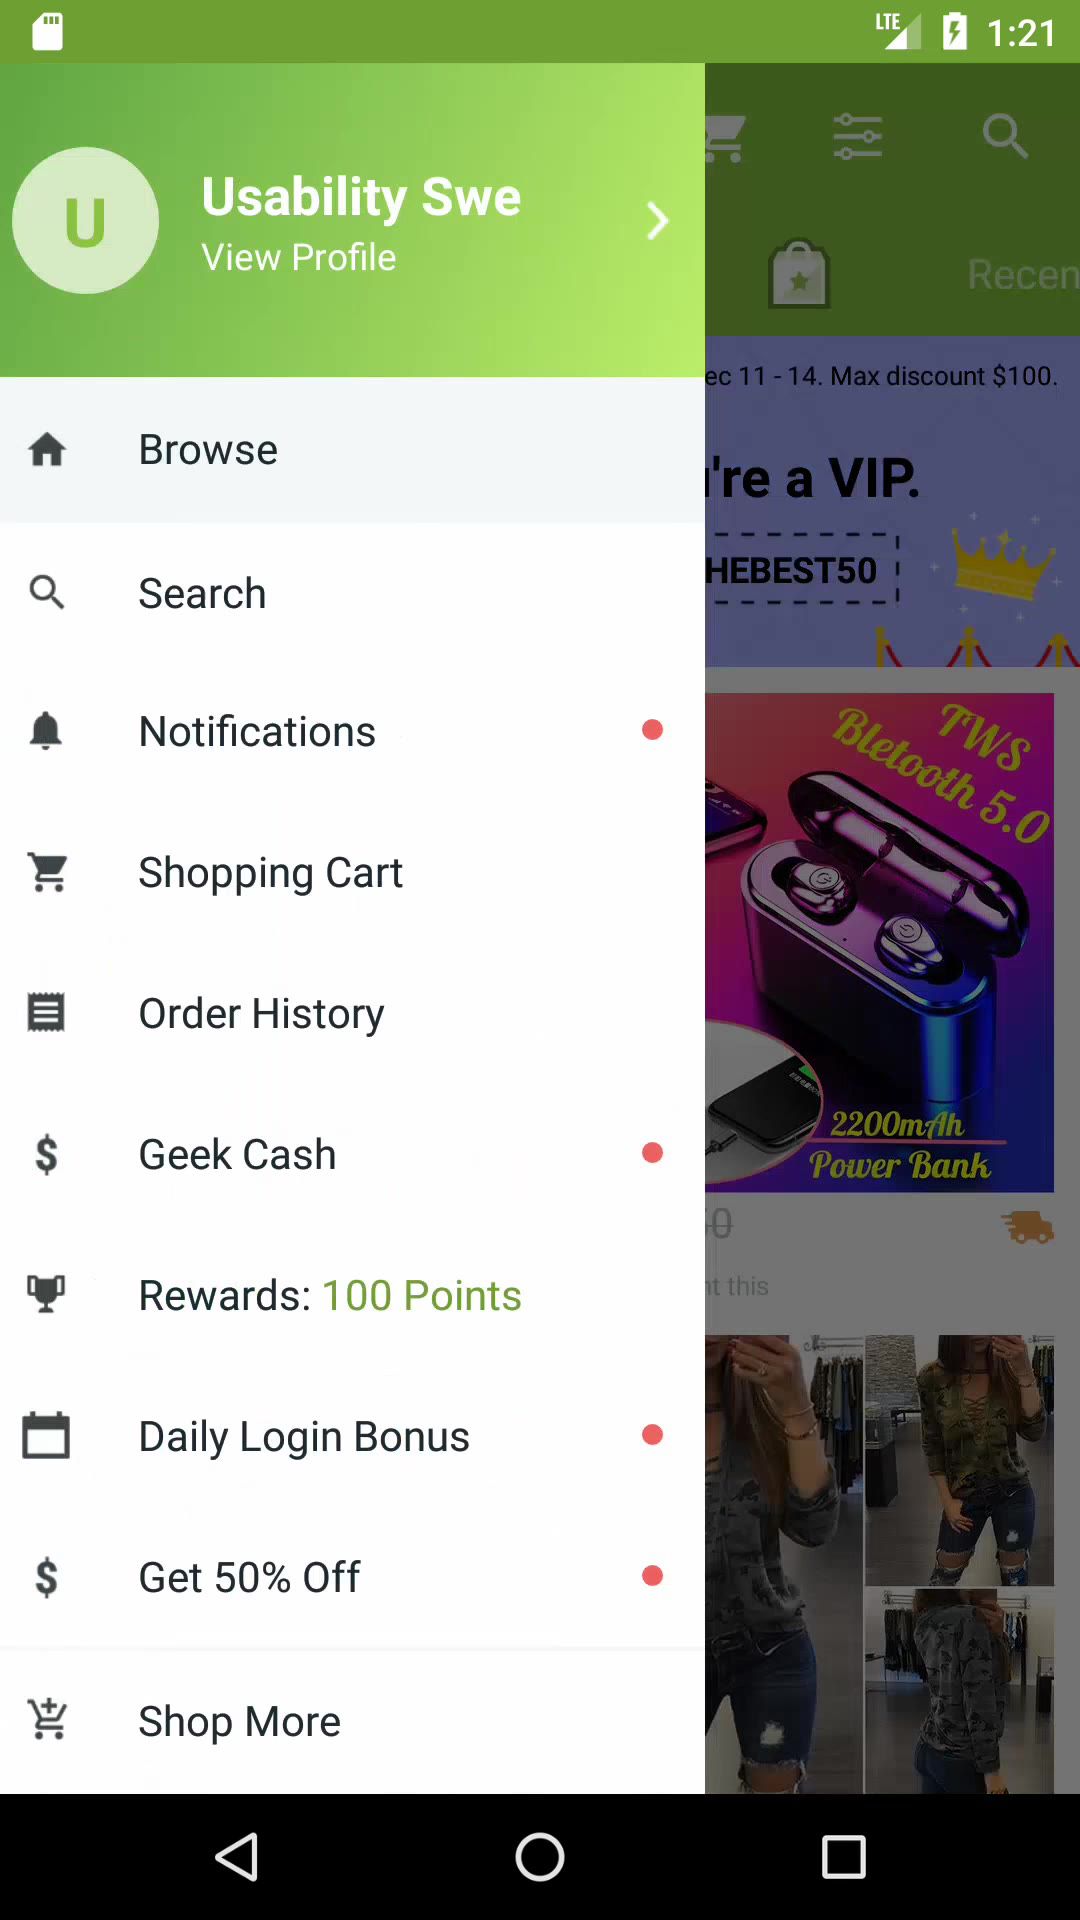 LTE 1:21
U
Usability Swe
View Profile
Recen
ec 11 - 14. Max discount $100.
're a VIP.
HEBEST50
Browse
Search
Notifications
Shopping Cart
Order History
Geek Cash
Rewards: 100 Points
Daily Login Bonus
Get 50% Off
Shop More
TWS
Bletooth 5.0
2200mAh
Power Bank
0
nt this